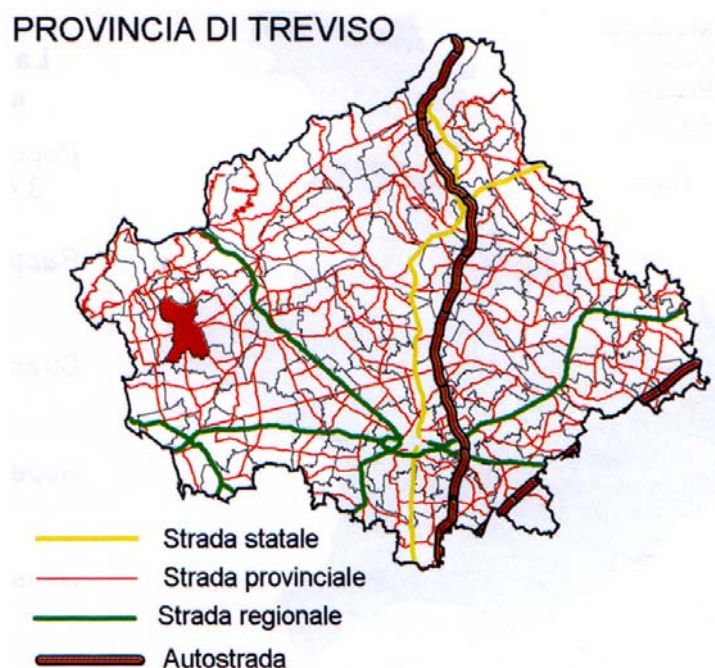 PROVINCIA DI TREVISO
Strada statale
Strada provinciale
Strada regionale
Autostrada